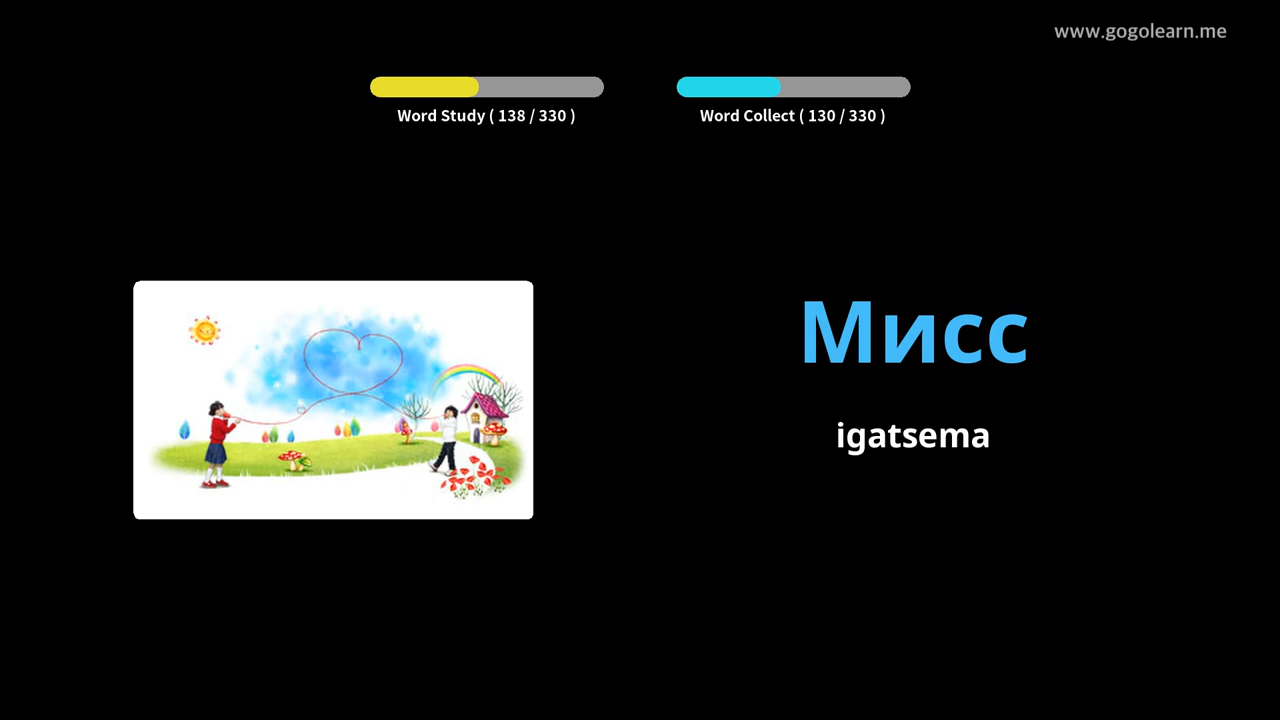 www.gogolearn.me
Word Study ( 138 / 330 )
Word Collect ( 130 / 330 )
Мисс
igatsema